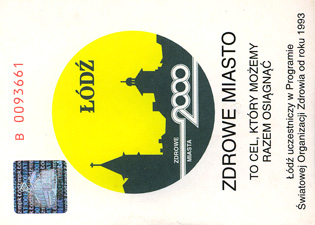 B 0093661
ŁÓDŹ
2000
ZDROWE
MIASTA
ZDROWE MIASTO
TO CEL, KTÓRY MOŻEMY
RAZEM OSIĄGNĄĆ
Łódź uczestniczy w Programie
Światowej Organizacji Zdrowia od roku 1993